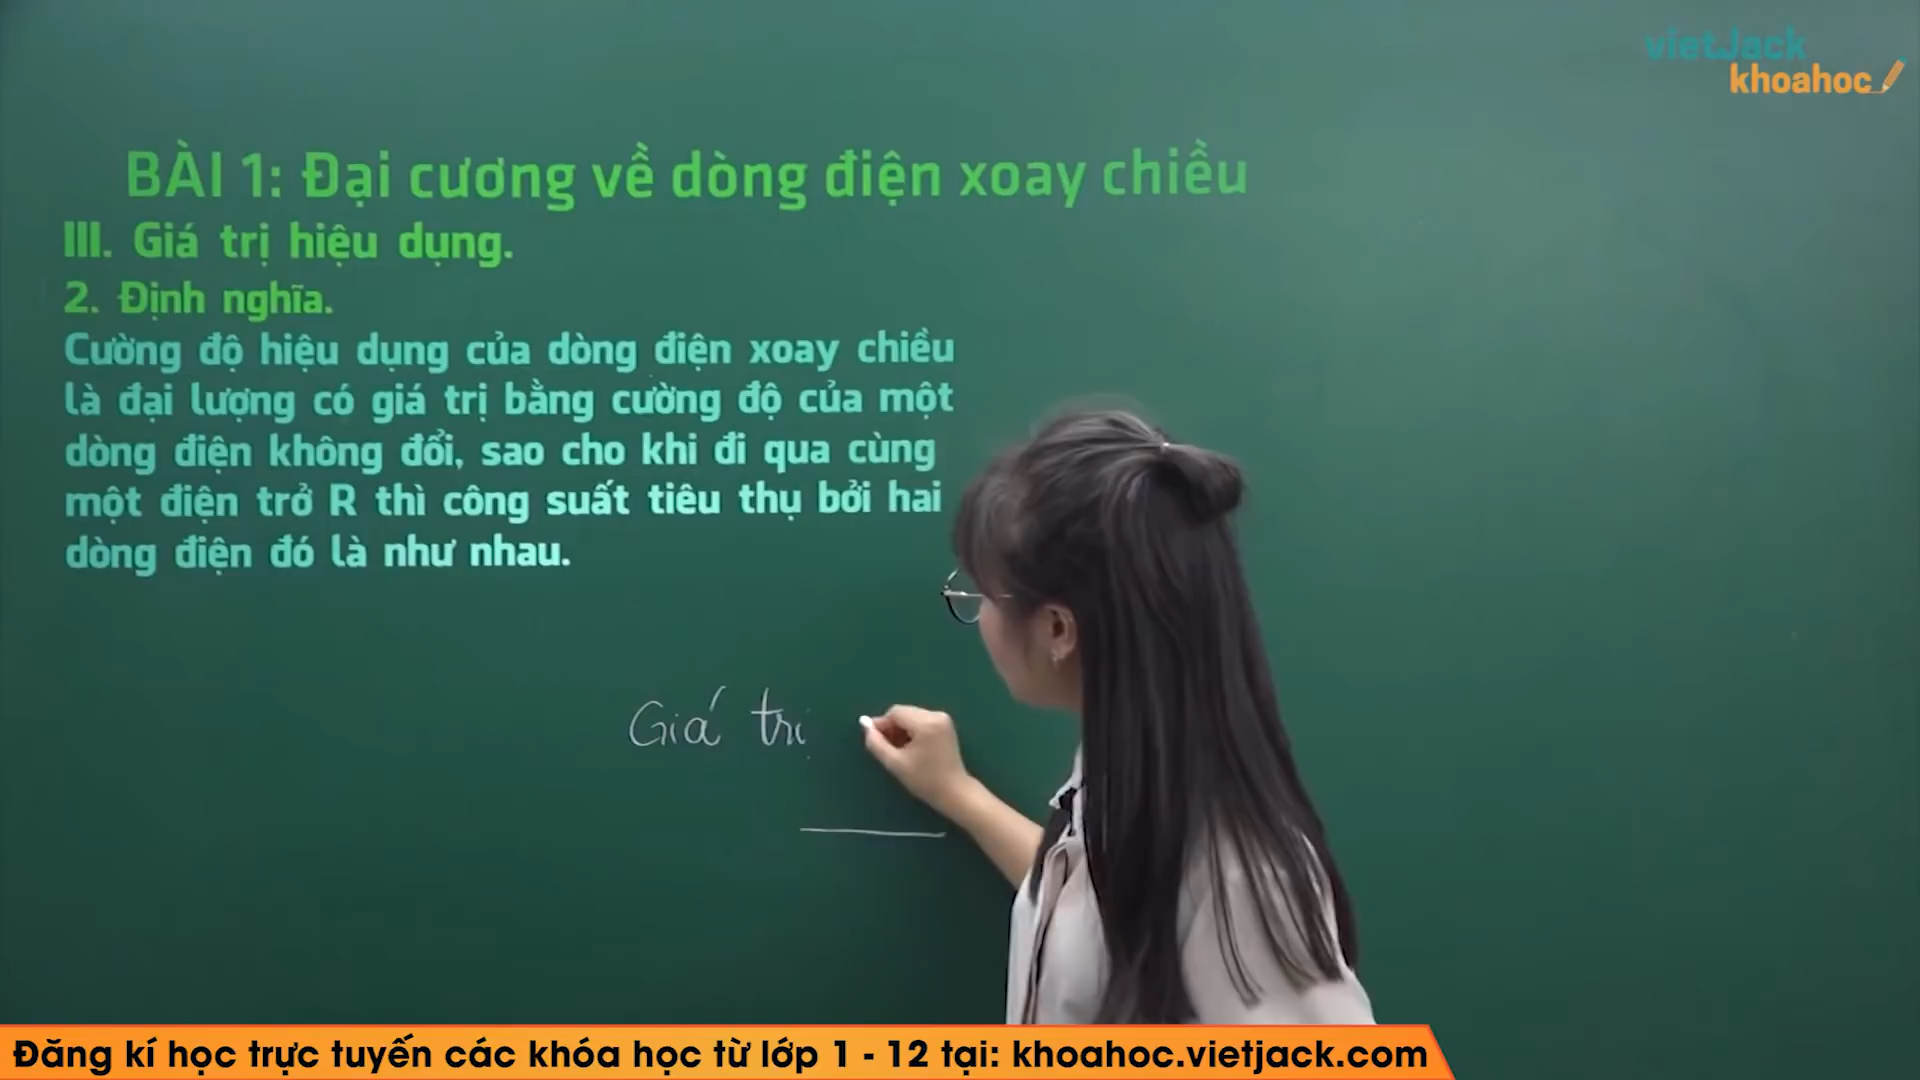 vietJack
khoahoc
BÀI 1: Đại cương về dòng điện xoay chiều
III. Giá trị hiệu dụng.
2. Định nghĩa.
Cường độ hiệu dụng của dòng điện xoay chiều
là đại lượng có giá trị bằng cường độ của một
dòng điện không đổi, sao cho khi đi qua cùng
một điện trở R thì công suất tiêu thụ bởi hai
dòng điện đó là như nhau.
Giá trị
Đăng kí học trực tuyến các khóa học từ lớp 1 - 12 tại: khoahoc.vietjack.com